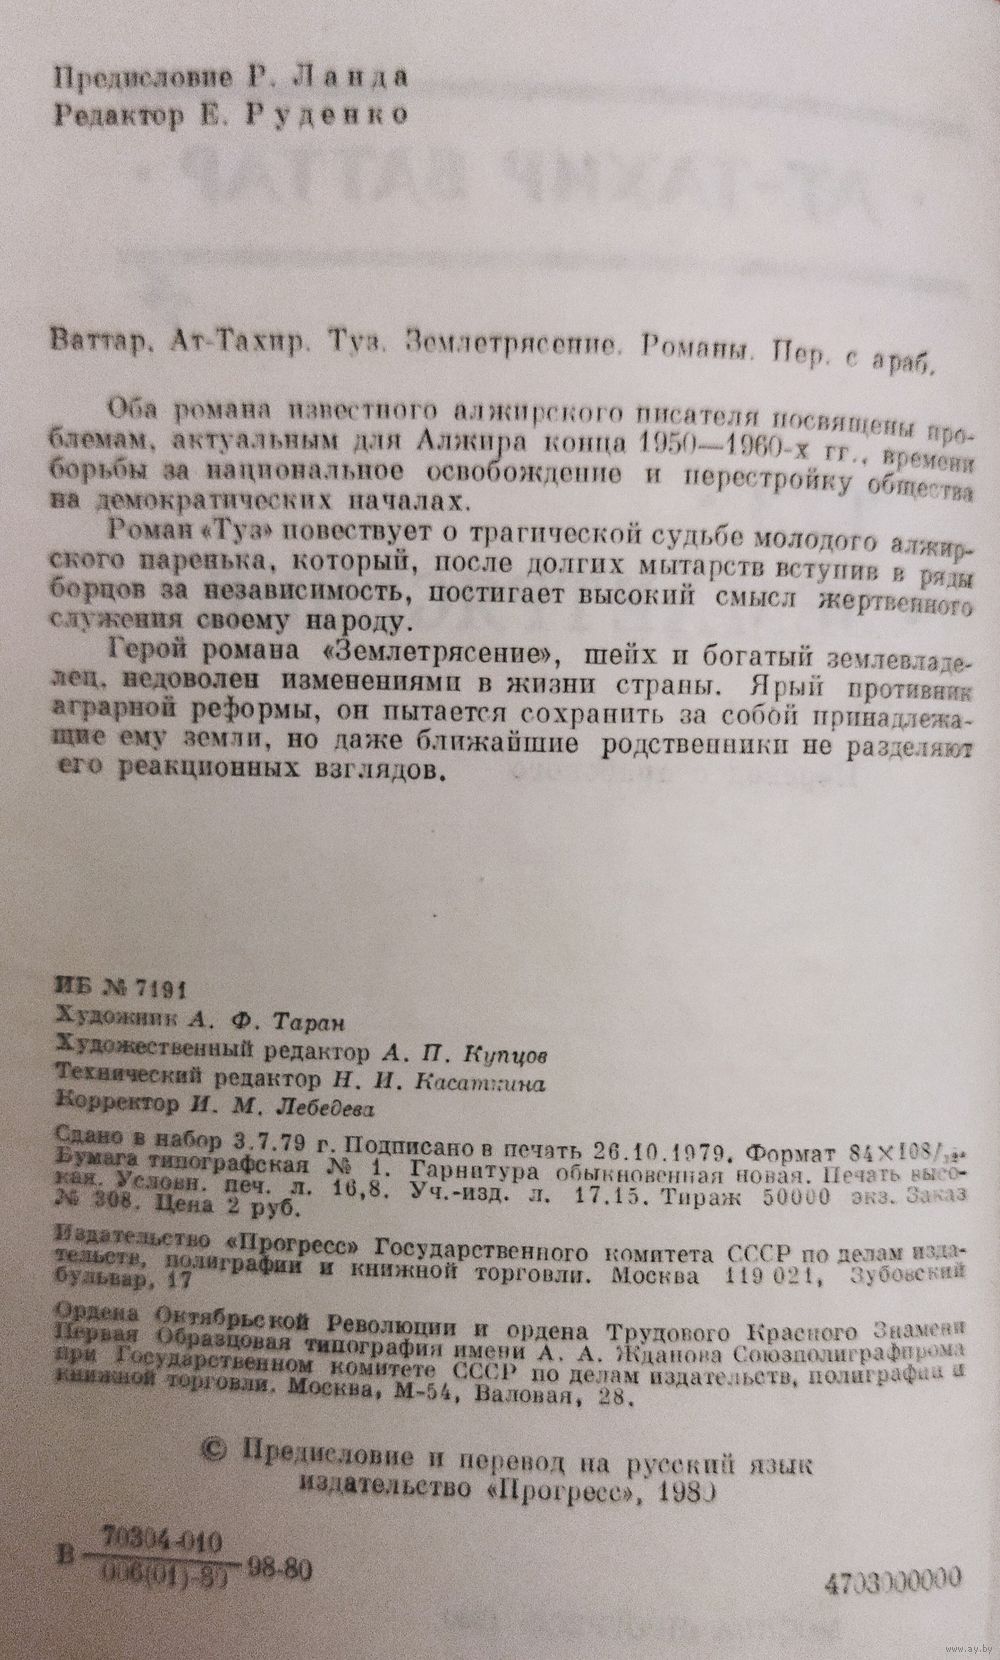 Предисловие Р. Ланда
Редактор Е. Руденко
АТ-ТАХИР ВАТТАР
Ваттар, Ат-Тахир. Туз. Землетрясение. Романы. Пер. с араб.
Оба романа известного алжирского писателя посвящены про-
блемам, актуальным для Алжира конца 1950—1960-х гг., времени
борьбы за национальное освобождение и перестройку общества
на демократических началах.
Роман «Туз» повествует о трагической судьбе молодого алжир-
ского паренька, который, после долгих мытарств вступив в ряды
борцов за независимость, постигает высокий смысл жертвенного
служения своему народу.
Герой романа «Землетрясение», шейх и богатый землевладе-
лец, недоволен изменениями в жизни страны. Ярый противник
аграрной реформы, он пытается сохранить за собой принадлежа-
щие ему земли, но даже ближайшие родственники не разделяют
его реакционных взглядов.
ИБ № 7191
Художник А. Ф. Таран
Художественный редактор А. П. Купцов
Технический редактор Н. И. Касаткина
Корректор И. М. Лебедева
Сдано в набор 3.7.79 г. Подписано в печать 26.10.1979. Формат 84×108/32.
Бумага типографская № 1. Гарнитура обыкновенная новая. Печать высо-
кая. Условн. печ. л. 16,8. Уч.-изд. л. 17.15. Тираж 50000 экз. Заказ
№ 308. Цена 2 руб.
Издательство «Прогресс» Государственного комитета СССР по делам изда-
тельств, полиграфии и книжной торговли. Москва 119 021, Зубовский
бульвар, 17
Ордена Октябрьской Революции и ордена Трудового Красного Знамени
Первая Образцовая типография имени А. А. Жданова Союзполиграфпрома
при Государственном комитете СССР по делам издательств, полиграфии и
книжной торговли. Москва, М-54, Валовая, 28.
© Предисловие и перевод на русский язык
издательство «Прогресс», 1980
В 70304-010
006(01)-80 98-80
4703000000
www.ay.by